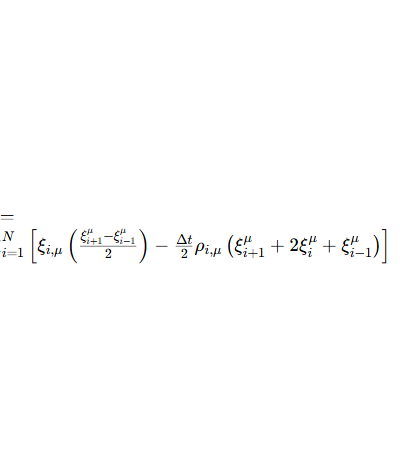 =
N
i=1 [ ξ_{i,μ} ( (ξ^μ_{i+1} − ξ^μ_{i−1}) / 2 ) − (Δt / 2) ρ_{i,μ} ( ξ^μ_{i+1} + 2ξ^μ_i + ξ^μ_{i−1} ) ]